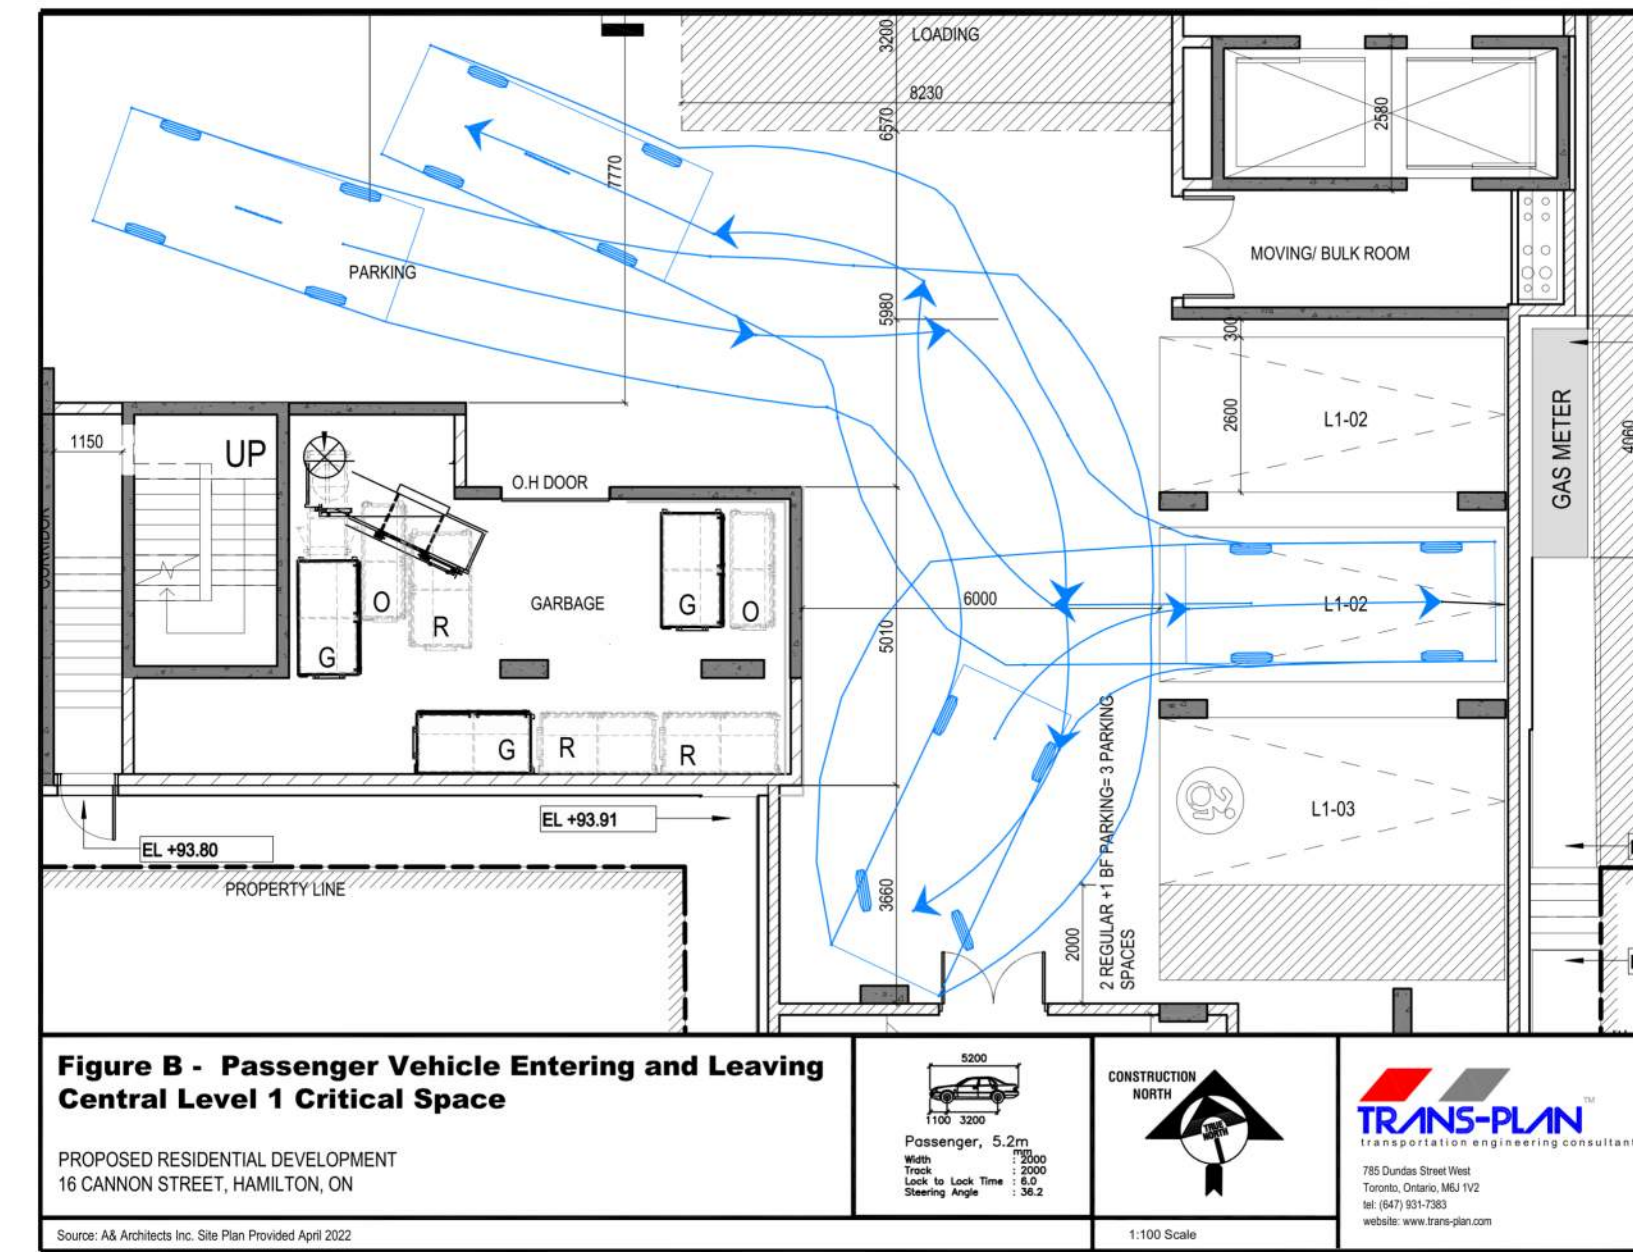 3200
LOADING
8230
6570
2580
7770
MOVING/ BULK ROOM
PARKING
5980
300
2600
L1-02
GAS METER
4060
1150
UP
O.H DOOR
CORRIDOR
O
R
G
GARBAGE
G
O
6000
L1-02
5010
G
R
R
2 REGULAR +1 BF PARKING= 3 PARKING
SPACES
L1-03
EL +93.91
EL +93.80
PROPERTY LINE
3660
2000
Figure B - Passenger Vehicle Entering and Leaving
Central Level 1 Critical Space
PROPOSED RESIDENTIAL DEVELOPMENT
16 CANNON STREET, HAMILTON, ON
Source: A& Architects Inc. Site Plan Provided April 2022
5200
1100 3200
Passenger, 5.2m
mm
Width : 2000
Track : 2000
Lock to Lock Time : 6.0
Steering Angle : 36.2
CONSTRUCTION
NORTH
TRUE
NORTH
1:100 Scale
TRANS-PLAN TM
transportation engineering consultant
785 Dundas Street West
Toronto, Ontario, M6J 1V2
tel: (647) 931-7383
website: www.trans-plan.com